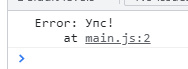 Error: Упс!
at main.js:2
>